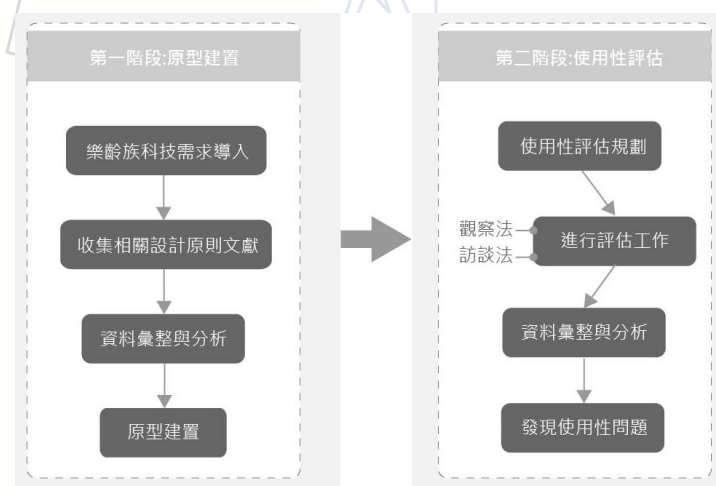 第一階段:原型建置
樂齡族科技需求導入
收集相關設計原則文獻
資料彙整與分析
原型建置
第二階段:使用性評估
使用性評估規劃
觀察法
訪談法
進行評估工作
資料彙整與分析
發現使用性問題